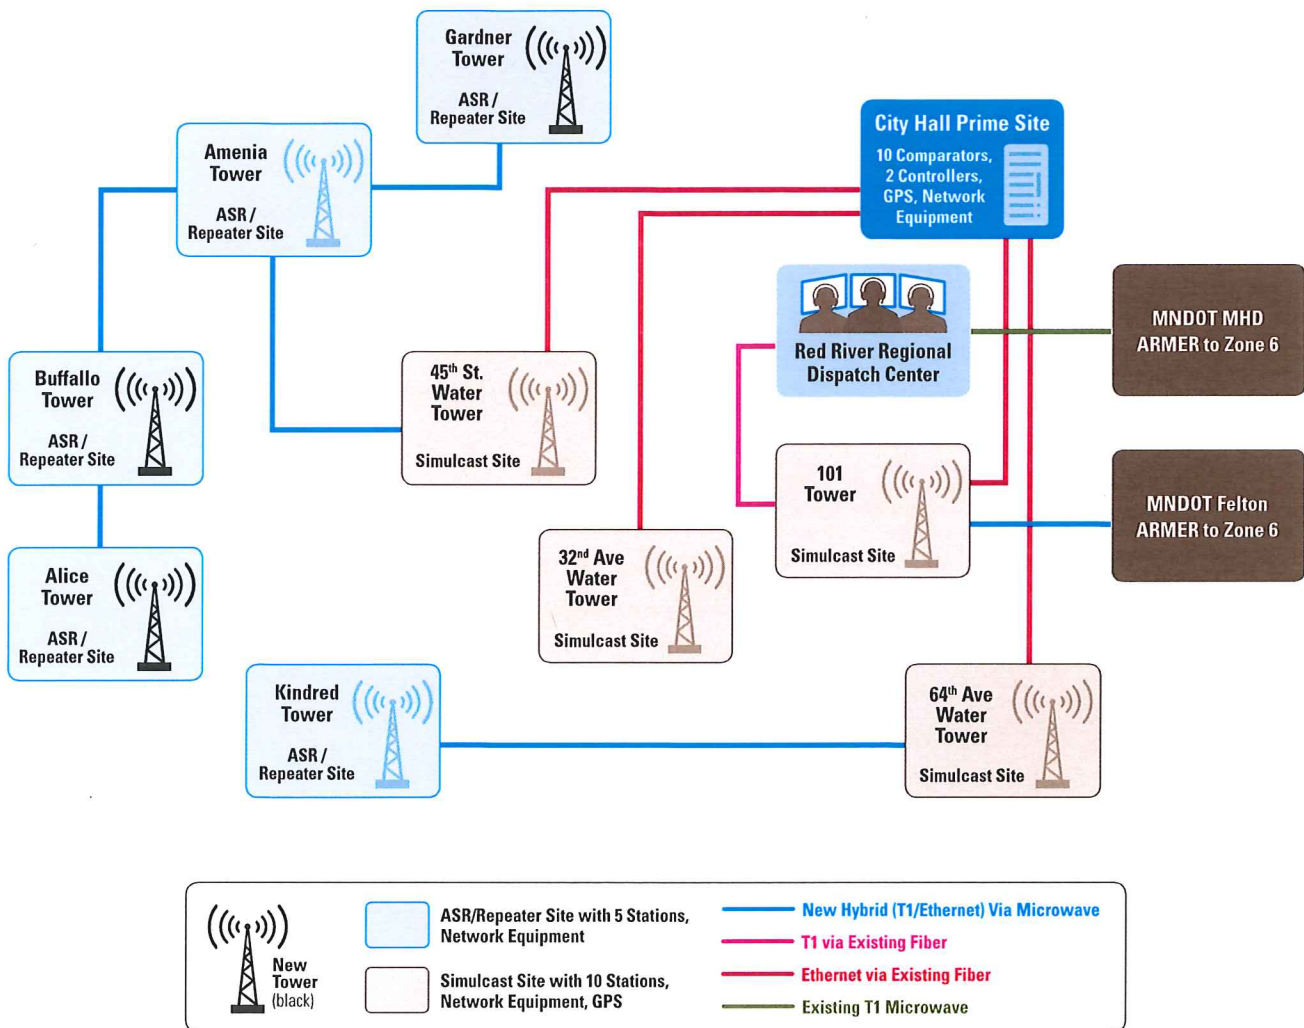 Gardner
Tower
ASR /
Repeater Site
Amenia
Tower
ASR /
Repeater Site
City Hall Prime Site
10 Comparators,
2 Controllers,
GPS, Network
Equipment
Red River Regional
Dispatch Center
MNDOT MHD
ARMER to Zone 6
Buffallo
Tower
ASR /
Repeater Site
45th St.
Water
Tower
Simulcast Site
101
Tower
Simulcast Site
MNDOT Felton
ARMER to Zone 6
Alice
Tower
ASR /
Repeater Site
32nd Ave
Water
Tower
Simulcast Site
Kindred
Tower
ASR /
Repeater Site
64th Ave
Water
Tower
Simulcast Site
New
Tower
(black)
ASR/Repeater Site with 5 Stations,
Network Equipment
Simulcast Site with 10 Stations,
Network Equipment, GPS
New Hybrid (T1/Ethernet) Via Microwave
T1 via Existing Fiber
Ethernet via Existing Fiber
Existing T1 Microwave